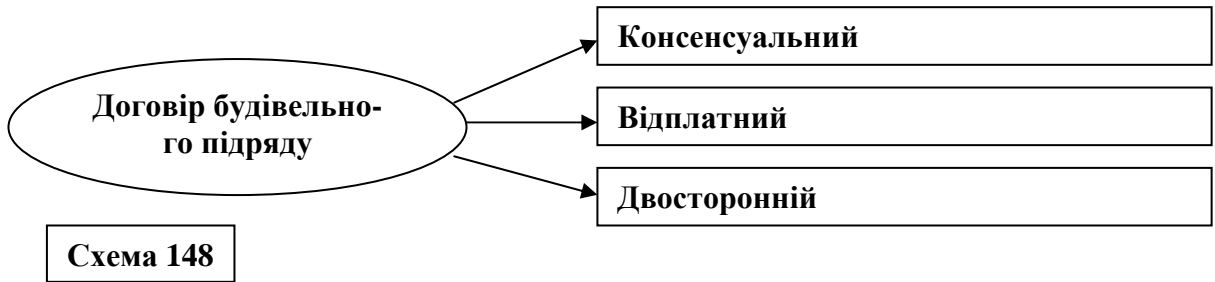 Консенсуальний
Договір будівельно-
го підряду
Відплатний
Двосторонній
Схема 148